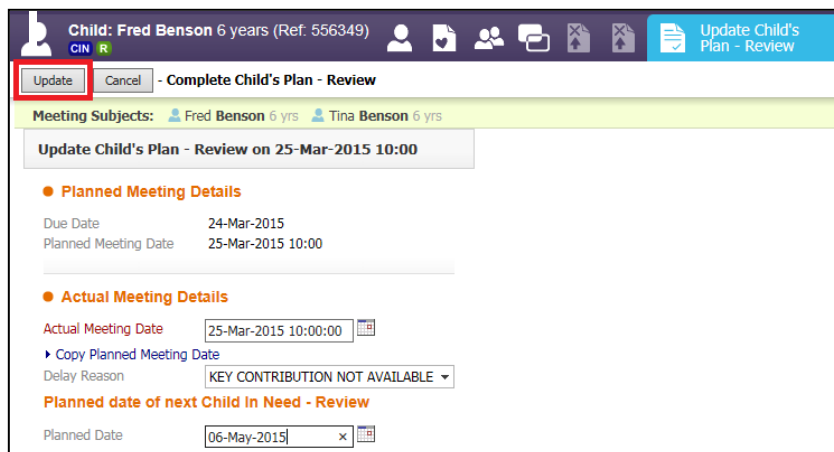 Child: Fred Benson 6 years (Ref: 556349)
CIN R
Update Child's
Plan - Review
Update Cancel - Complete Child's Plan - Review
Meeting Subjects: Fred Benson 6 yrs Tina Benson 6 yrs
Update Child's Plan - Review on 25-Mar-2015 10:00
Planned Meeting Details
Due Date 24-Mar-2015
Planned Meeting Date 25-Mar-2015 10:00
Actual Meeting Details
Actual Meeting Date 25-Mar-2015 10:00:00
Copy Planned Meeting Date
Delay Reason KEY CONTRIBUTION NOT AVAILABLE
Planned date of next Child In Need - Review
Planned Date 06-May-2015 ×